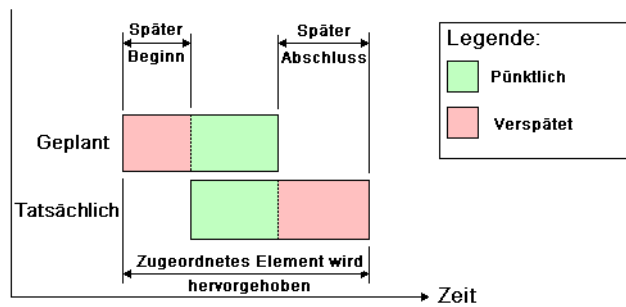 Später
Beginn
Später
Abschluss
Legende:
Pünktlich
Verspätet
Geplant
Tatsächlich
Zugeordnetes Element wird
hervorgehoben
Zeit